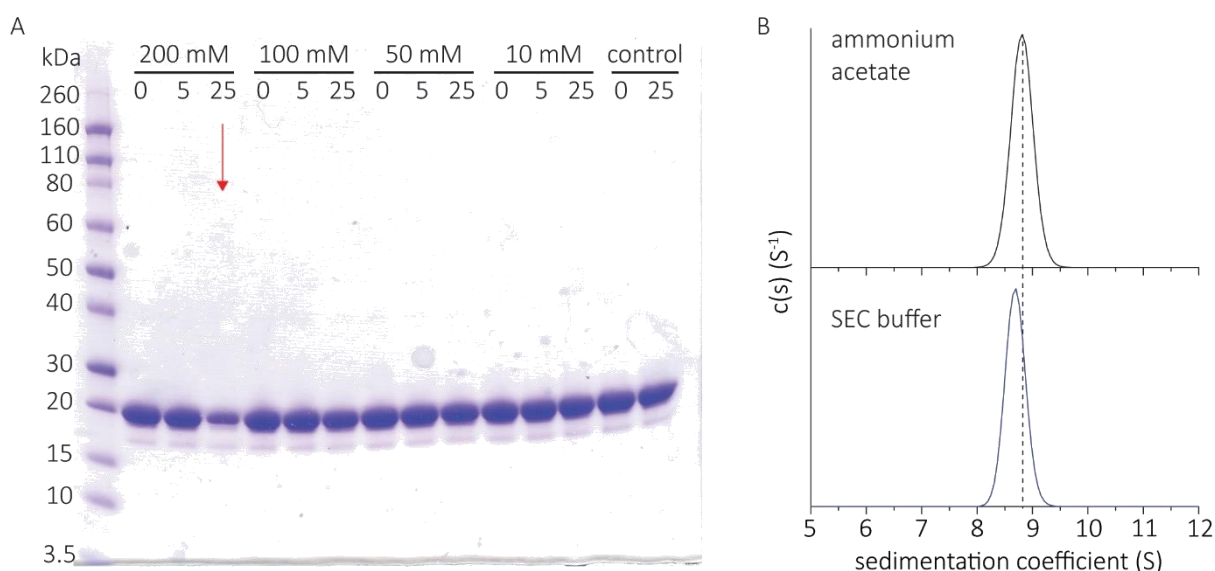 A
kDa
200 mM 100 mM 50 mM 10 mM control
0 5 25 0 5 25 0 5 25 0 5 25 0 25
260
160
110
80
60
50
40
30
20
15
10
3.5
B
ammonium
acetate
SEC buffer
c(s) (S⁻¹)
5 6 7 8 9 10 11 12
sedimentation coefficient (S)